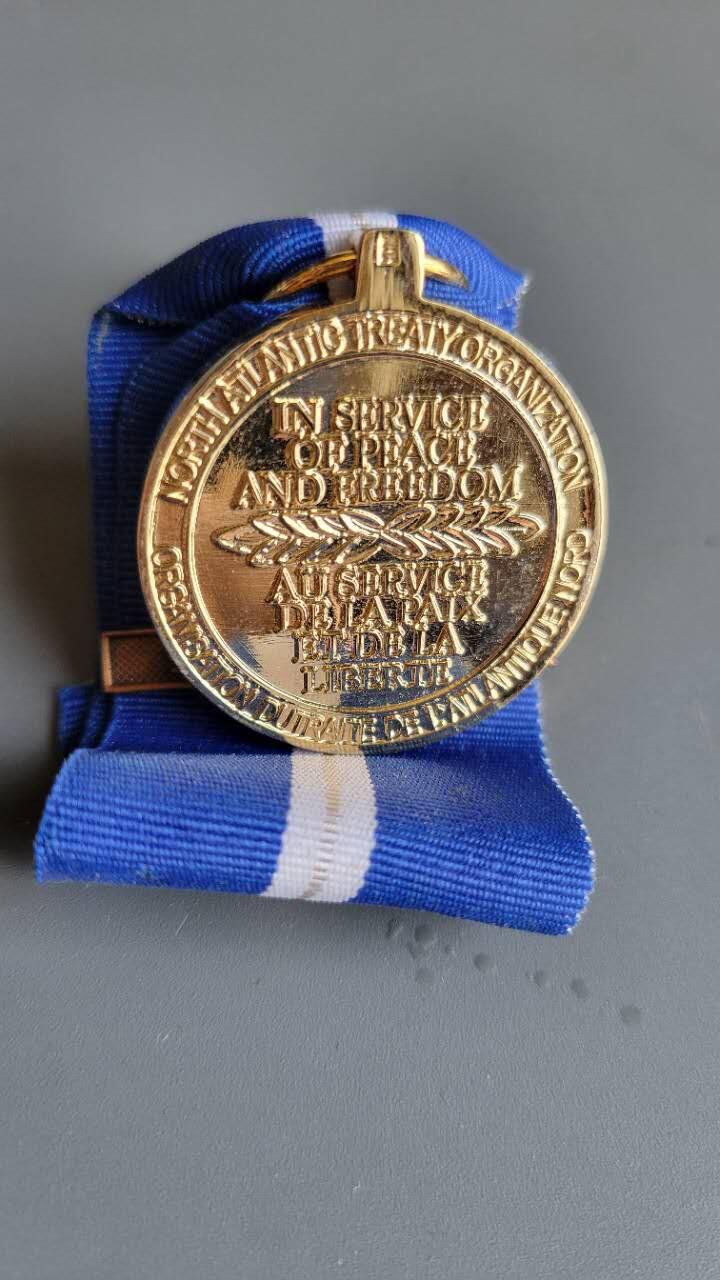 NORTH ATLANTIC TREATY ORGANIZATION
IN SERVICE
OF PEACE
AND FREEDOM
AU SERVICE
DE LA PAIX
ET DE LA
LIBERTE
ORGANISATION DU TRAITE DE L'ATLANTIQUE NORD